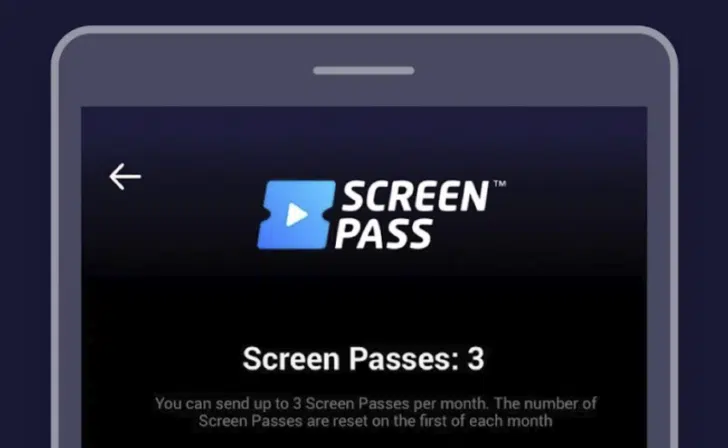 SCREEN™
PASS
Screen Passes: 3
You can send up to 3 Screen Passes per month. The number of
Screen Passes are reset on the first of each month